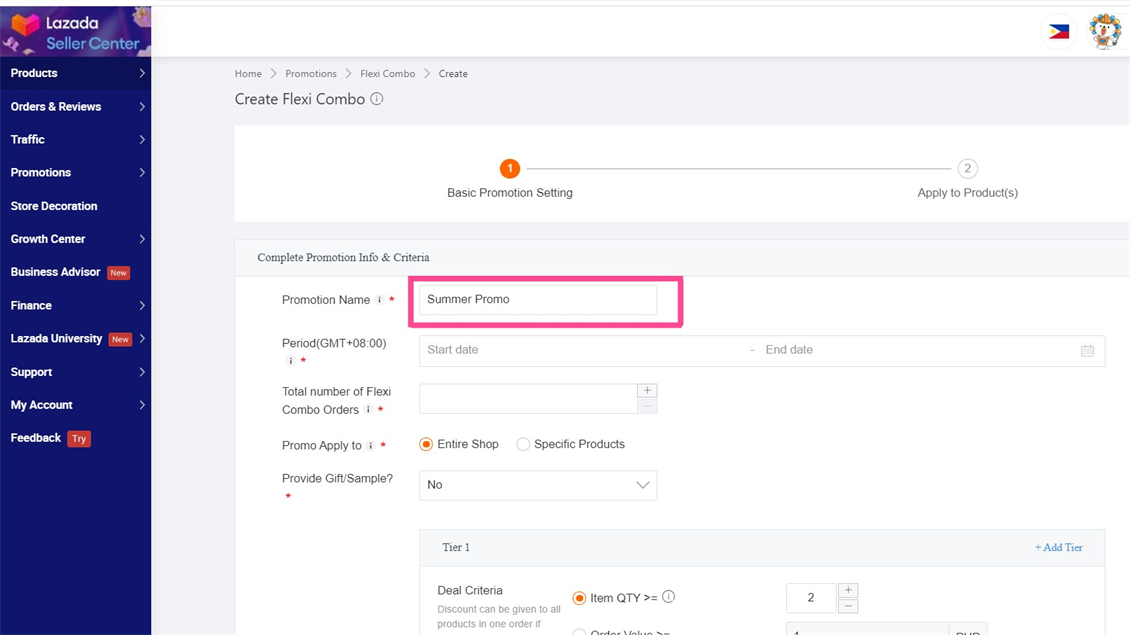 Lazada
Seller Center
Products
Orders & Reviews
Traffic
Promotions
Store Decoration
Growth Center
Business Advisor New
Finance
Lazada University New
Support
My Account
Feedback Try
Home > Promotions > Flexi Combo > Create
Create Flexi Combo
1
2
Basic Promotion Setting
Apply to Product(s)
Complete Promotion Info & Criteria
Promotion Name i *
Summer Promo
Period(GMT+08:00)
i *
Start date - End date
Total number of Flexi
Combo Orders i *
Promo Apply to i *
Entire Shop
Specific Products
Provide Gift/Sample?
*
No
Tier 1
+ Add Tier
Deal Criteria
Discount can be given to all
products in one order if
Item QTY >=
2
Order Value >=
1
PHP